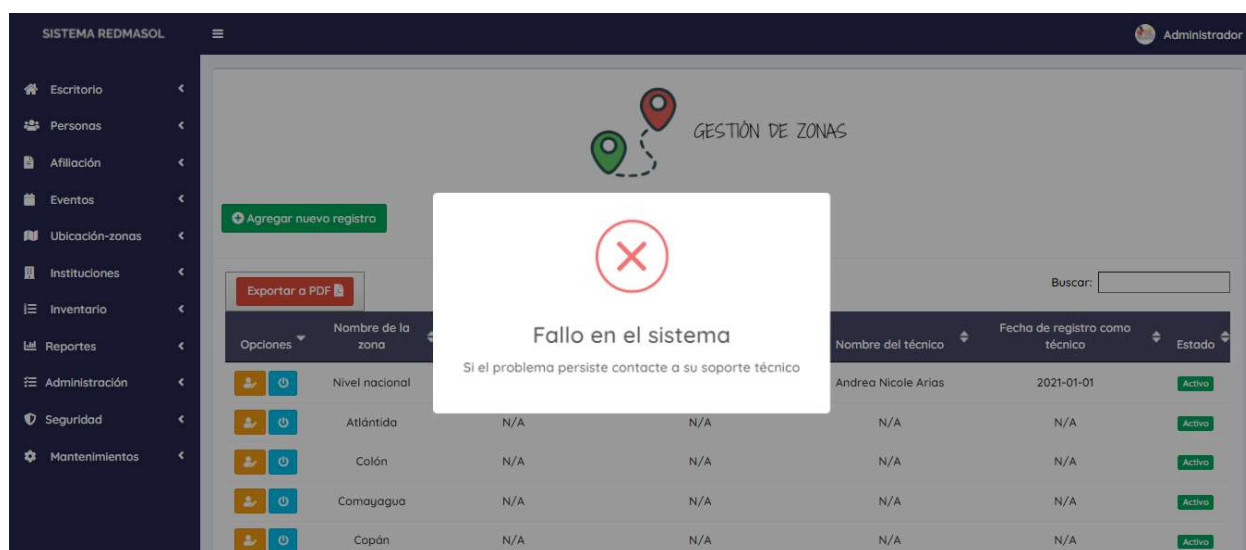 SISTEMA REDMASOL
Administrador
Escritorio
Personas
Afiliación
Eventos
Ubicación-zonas
Instituciones
Inventario
Reportes
Administración
Seguridad
Mantenimientos
GESTIÓN DE ZONAS
Agregar nuevo registro
Exportar a PDF
Buscar:
Fallo en el sistema
Si el problema persiste contacte a su soporte técnico
Opciones Nombre de la zona Nombre del técnico Fecha de registro como técnico Estado
Nivel nacional Andrea Nicole Arias 2021-01-01 Activo
Atlántida N/A N/A N/A N/A Activo
Colón N/A N/A N/A N/A Activo
Comayagua N/A N/A N/A N/A Activo
Copán N/A N/A N/A N/A Activo